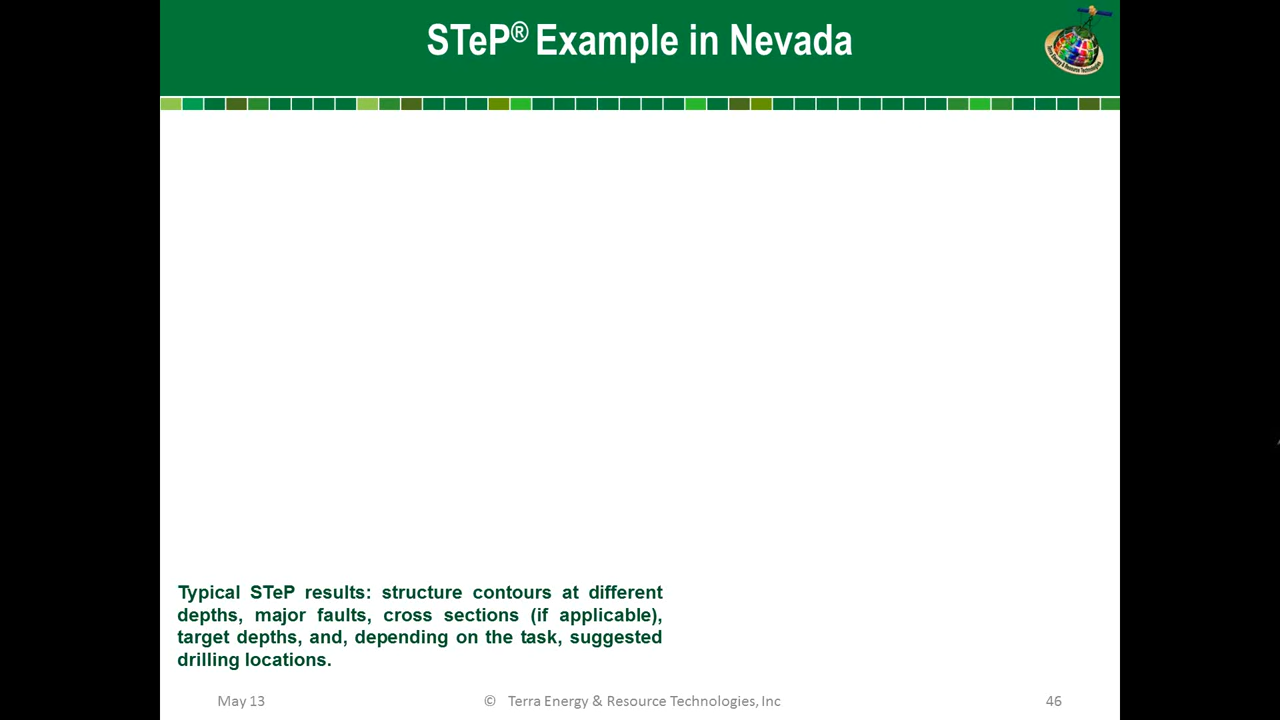 STeP® Example in Nevada
Typical STeP results: structure contours at different
depths, major faults, cross sections (if applicable),
target depths, and, depending on the task, suggested
drilling locations.
May 13
© Terra Energy & Resource Technologies, Inc
46